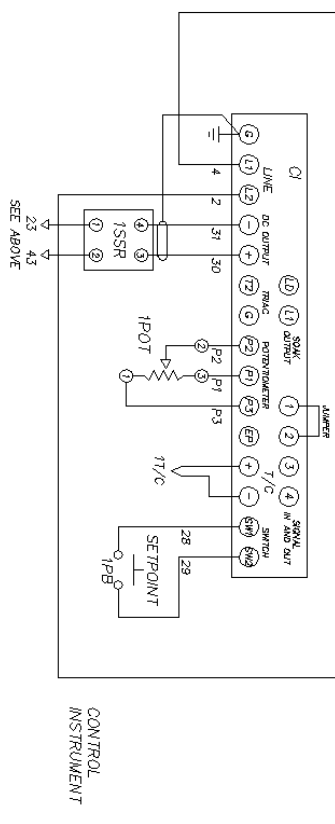 JUMPER
CI
LD L1 1 2 3 4
SOAK OUTPUT
SIGNAL
IN AND OUT
LINE
DC OUTPUT
TRIAC
POTENTIOMETER
T/C
SWITCH
G L1 L2 - + T2 G P2 P1 P3 EP + - SW1 SW2
4 2 31 30 P2 P1 P3 28 29
4 3
1SSR
1 2
23 43
SEE ABOVE
2 3 1
1POT
1T/C
SETPOINT
1PB
CONTROL
INSTRUMENT